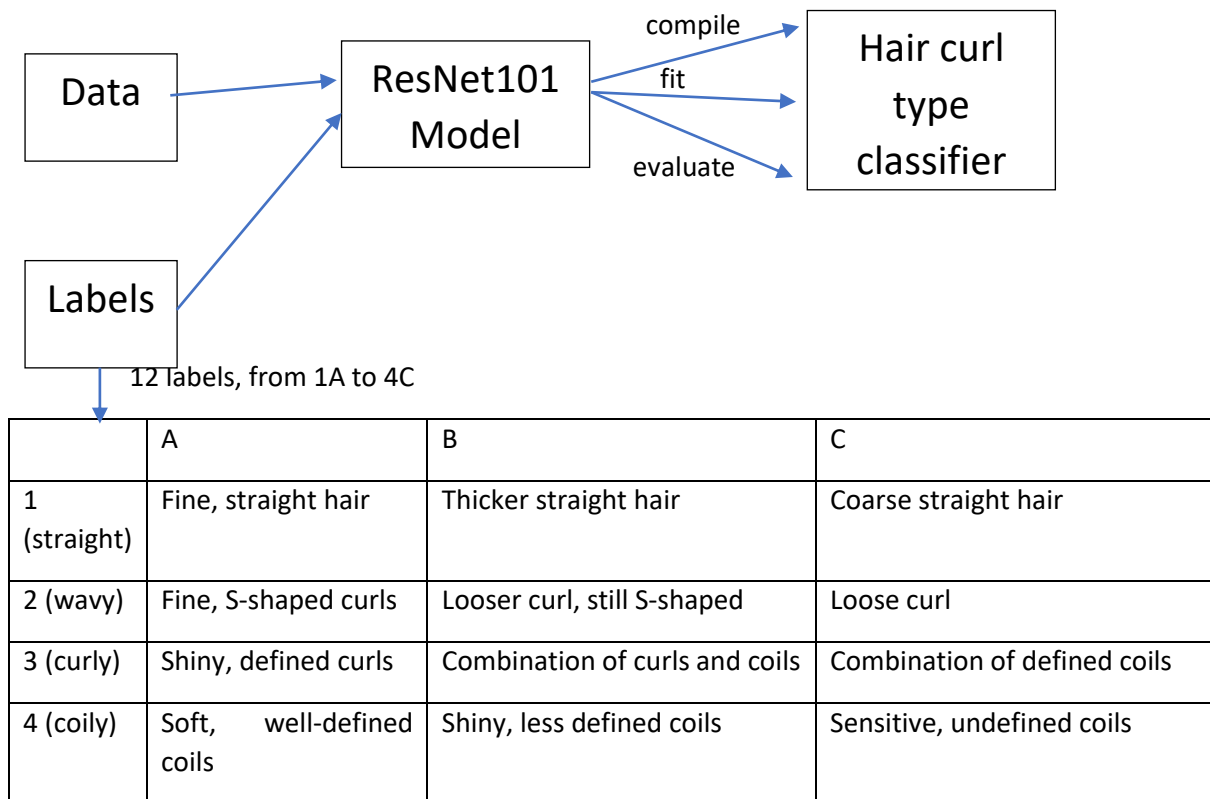 Data
ResNet101
Model
compile
fit
evaluate
Hair curl
type
classifier
Labels
12 labels, from 1A to 4C
A B C
1
(straight)
Fine, straight hair
Thicker straight hair
Coarse straight hair
2 (wavy)
Fine, S-shaped curls
Looser curl, still S-shaped
Loose curl
3 (curly)
Shiny, defined curls
Combination of curls and coils
Combination of defined coils
4 (coily)
Soft, well-defined
coils
Shiny, less defined coils
Sensitive, undefined coils